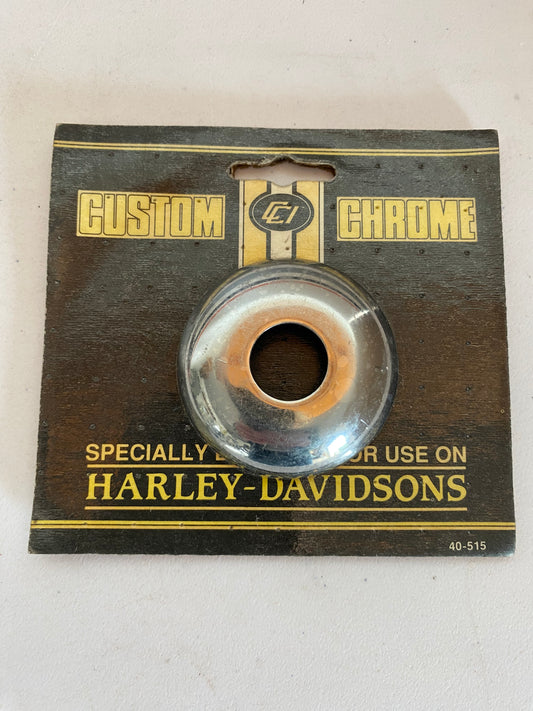 CUSTOM CCI CHROME
SPECIALLY FOR USE ON
HARLEY-DAVIDSONS
40-515